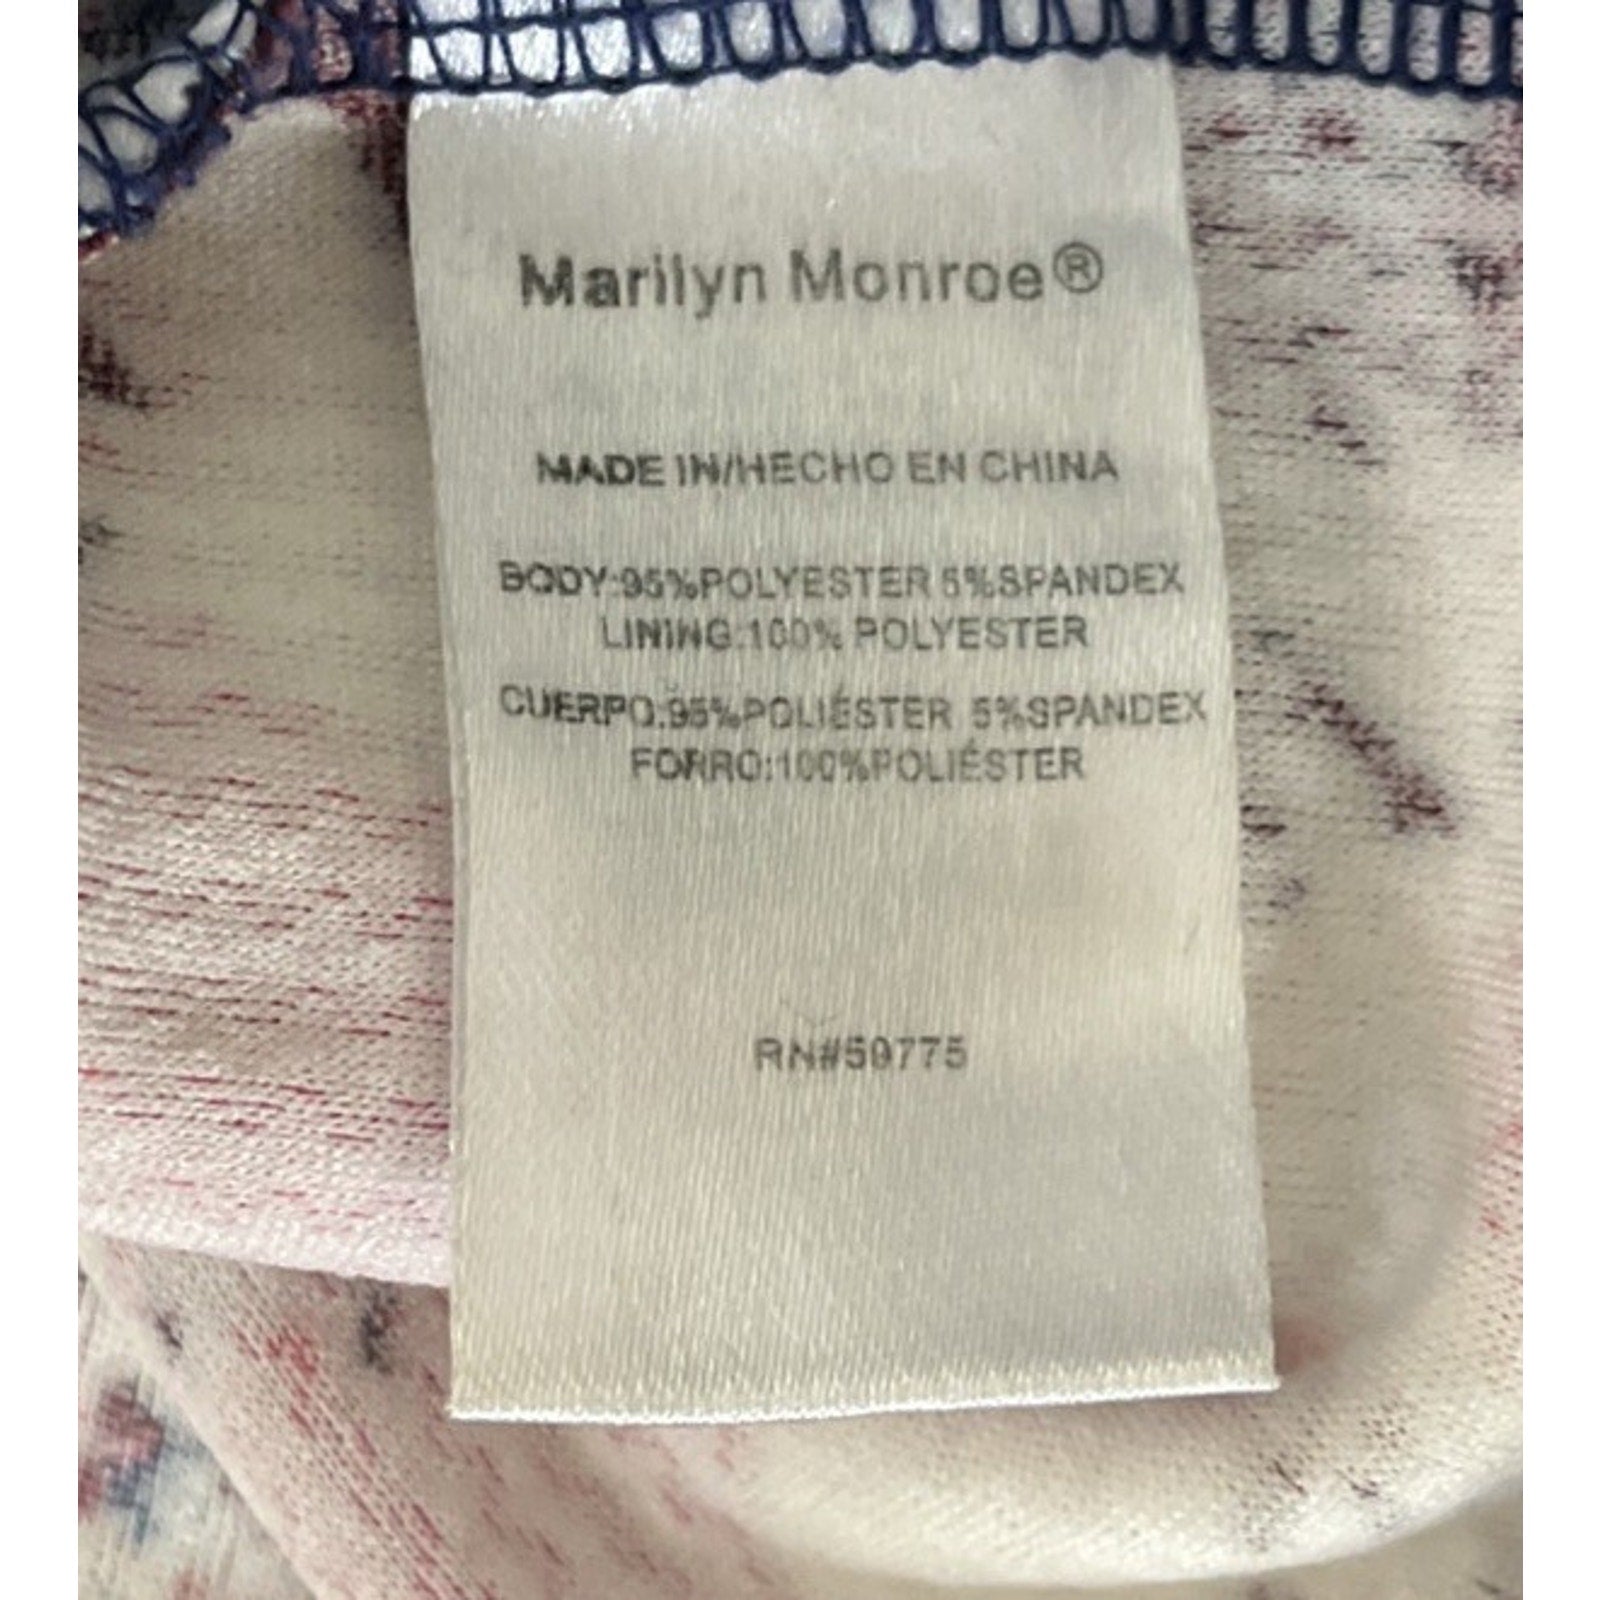 Marilyn Monroe®
MADE IN/HECHO EN CHINA
BODY:95%POLYESTER 5%SPANDEX
LINING:100% POLYESTER
CUERPO:95%POLIÉSTER 5%SPANDEX
FORRO:100%POLIÉSTER
RN#59775